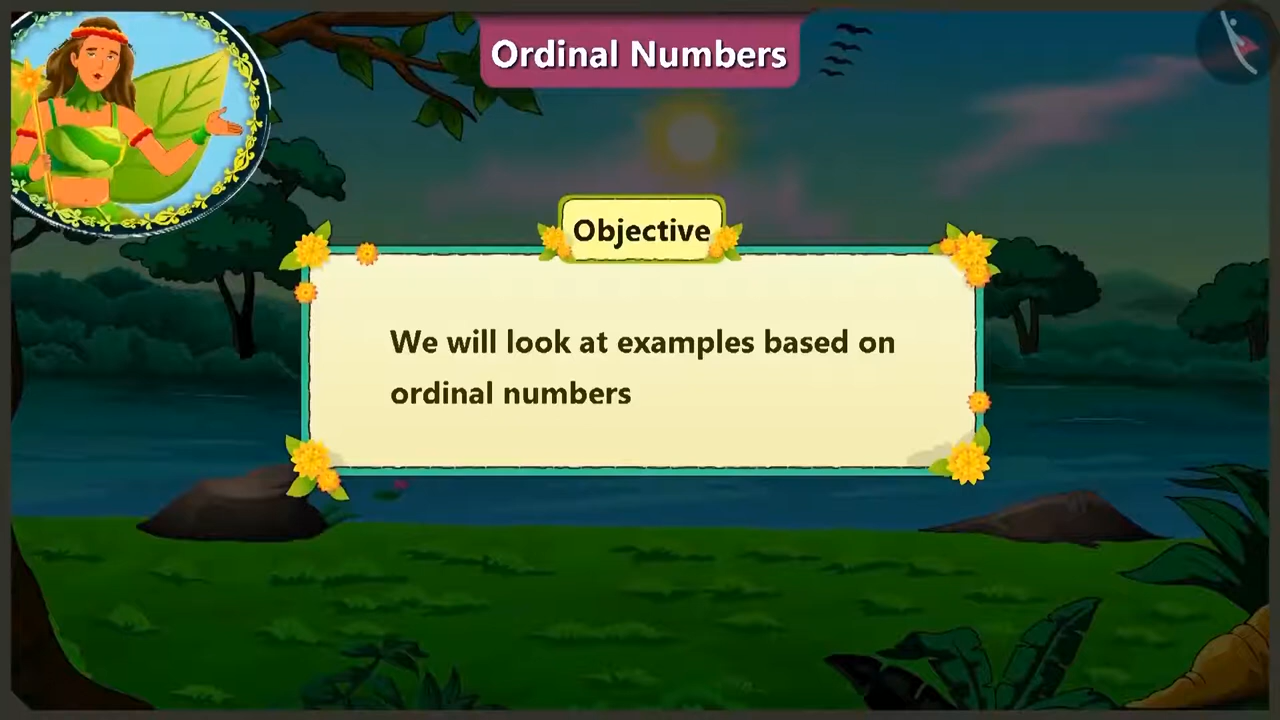 Ordinal Numbers
Objective
We will look at examples based on
ordinal numbers